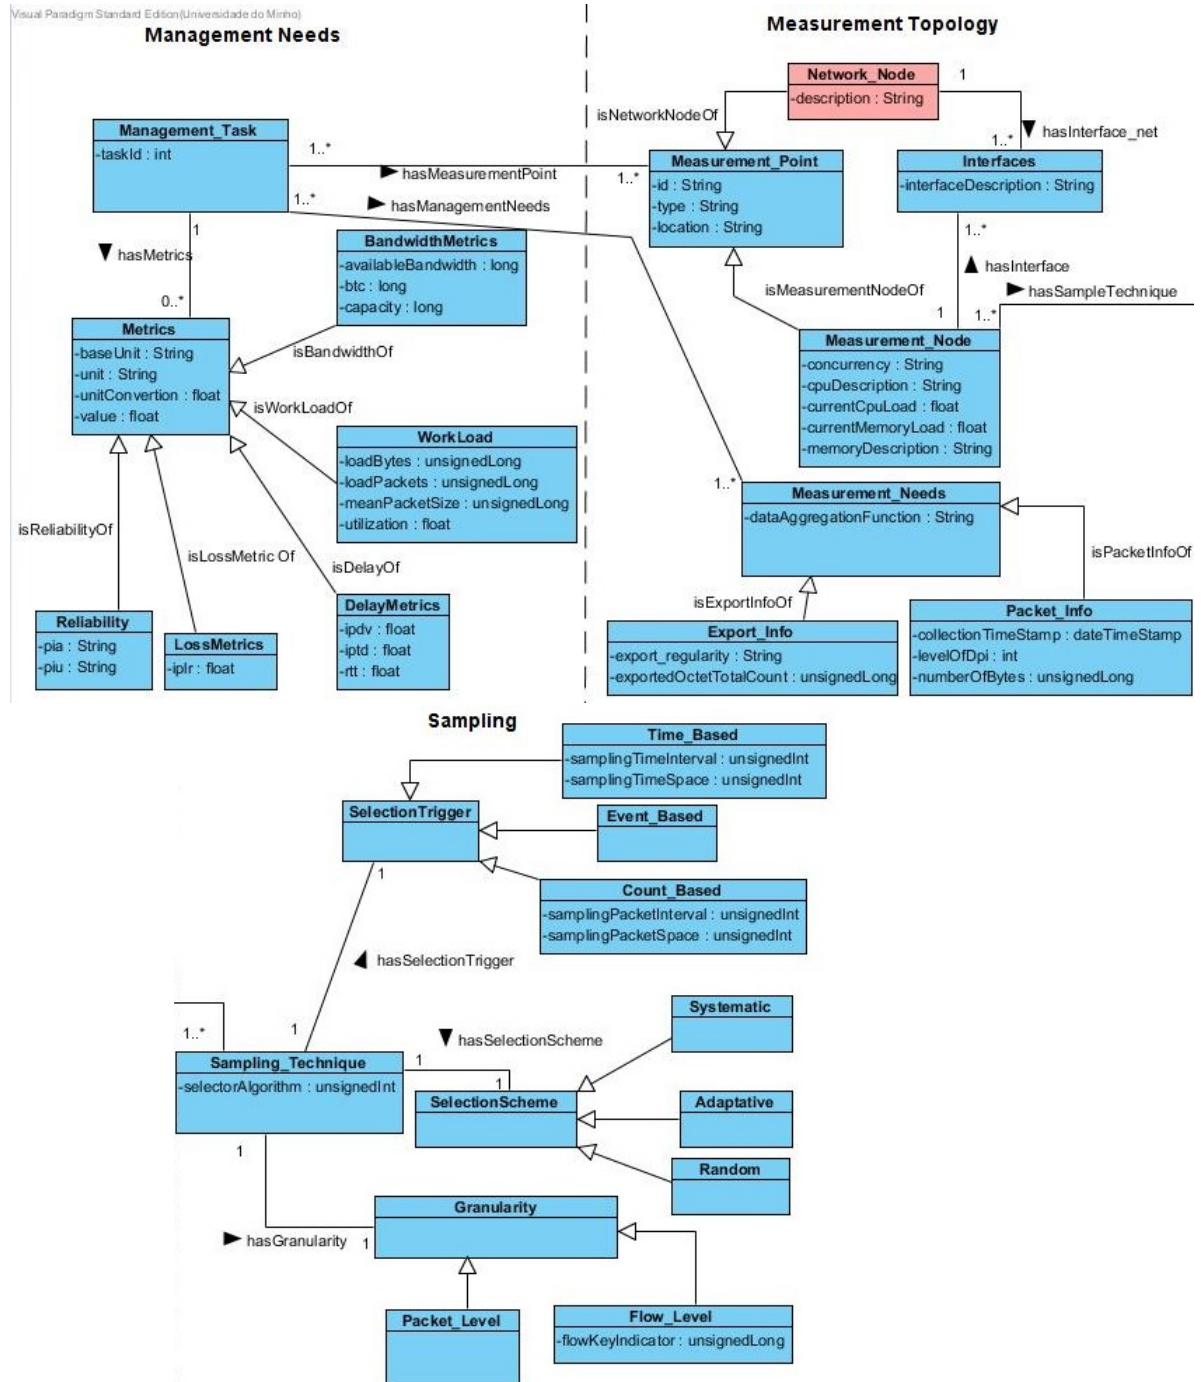 Visual Paradigm Standard Edition(Universidade do Minho)
Management Needs
Measurement Topology
Network_Node
-description : String
1
isNetworkNodeOf
hasInterface_net
1..*
Management_Task
-taskId : int
1..*
hasMeasurementPoint
1..*
Measurement_Point
-id : String
-type : String
-location : String
Interfaces
-interfaceDescription : String
1..*
hasManagementNeeds
1
hasMetrics
0..*
BandwidthMetrics
-availableBandwidth : long
-btc : long
-capacity : long
1..*
hasInterface
isMeasurementNodeOf
hasSampleTechnique
1
1..*
Metrics
-baseUnit : String
-unit : String
-unitConvertion : float
-value : float
isBandwidthOf
isWorkLoadOf
Measurement_Node
-concurrency : String
-cpuDescription : String
-currentCpuLoad : float
-currentMemoryLoad : float
-memoryDescription : String
WorkLoad
-loadBytes : unsignedLong
-loadPackets : unsignedLong
-meanPacketSize : unsignedLong
-utilization : float
1..*
Measurement_Needs
-dataAggregationFunction : String
isReliabilityOf
isLossMetric Of
isDelayOf
isPacketInfoOf
isExportInfoOf
Reliability
-pia : String
-piu : String
LossMetrics
-iplr : float
DelayMetrics
-ipdv : float
-iptd : float
-rtt : float
Export_Info
-export_regularity : String
-exportedOctetTotalCount : unsignedLong
Packet_Info
-collectionTimeStamp : dateTimeStamp
-levelOfDpi : int
-numberOfBytes : unsignedLong
Sampling
Time_Based
-samplingTimeInterval : unsignedInt
-samplingTimeSpace : unsignedInt
SelectionTrigger
Event_Based
1
Count_Based
-samplingPacketInterval : unsignedInt
-samplingPacketSpace : unsignedInt
hasSelectionTrigger
Systematic
1..*
1
hasSelectionScheme
Sampling_Technique
-selectorAlgorithm : unsignedInt
1
1
SelectionScheme
Adaptative
1
Random
Granularity
hasGranularity
1
Packet_Level
Flow_Level
-flowKeyIndicator : unsignedLong